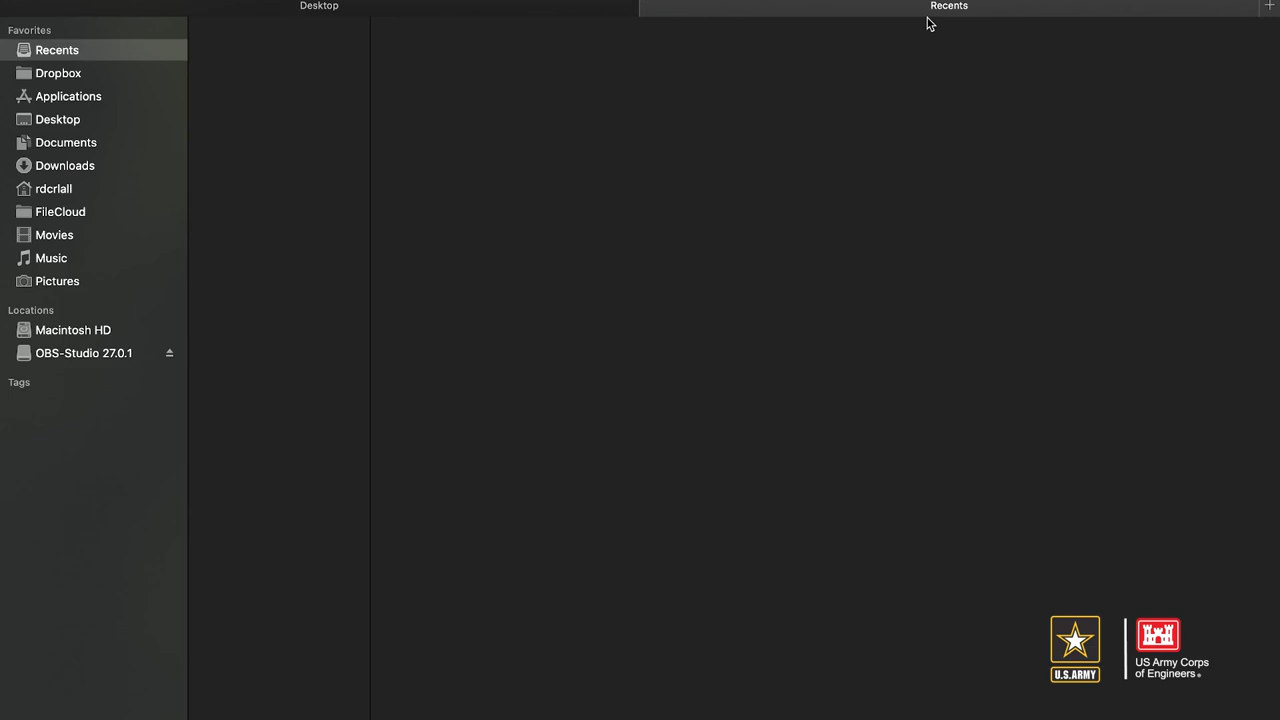 Desktop
Recents
Favorites
Recents
Dropbox
Applications
Desktop
Documents
Downloads
rdcrlall
FileCloud
Movies
Music
Pictures
Locations
Macintosh HD
OBS-Studio 27.0.1
Tags
U.S.ARMY
US Army Corps
of Engineers®